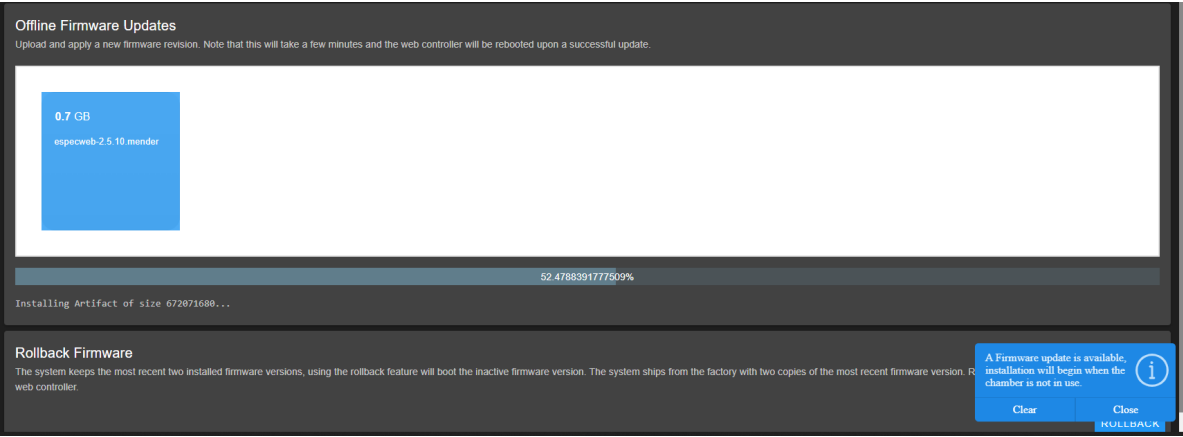 Offline Firmware Updates
Upload and apply a new firmware revision. Note that this will take a few minutes and the web controller will be rebooted upon a successful update.
0.7 GB
especweb-2.5.10.mender
52.4788391777509%
Installing Artifact of size 672071680...
Rollback Firmware
The system keeps the most recent two installed firmware versions, using the rollback feature will boot the inactive firmware version. The system ships from the factory with two copies of the most recent firmware version. R
web controller.
A Firmware update is available,
installation will begin when the
chamber is not in use.
Clear
Close
ROLLBACK